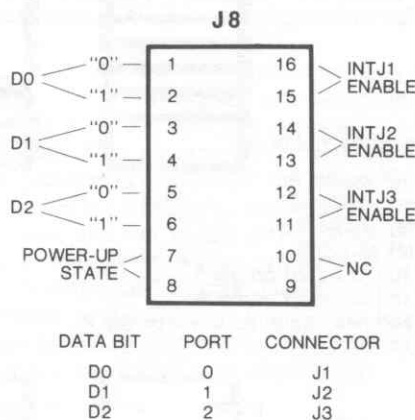 J8
D0 "0" 1 16 INTJ1
"1" 2 15 ENABLE
D1 "0" 3 14 INTJ2
"1" 4 13 ENABLE
D2 "0" 5 12 INTJ3
"1" 6 11 ENABLE
POWER-UP 7 10 NC
STATE 8 9
DATA BIT PORT CONNECTOR
D0 0 J1
D1 1 J2
D2 2 J3